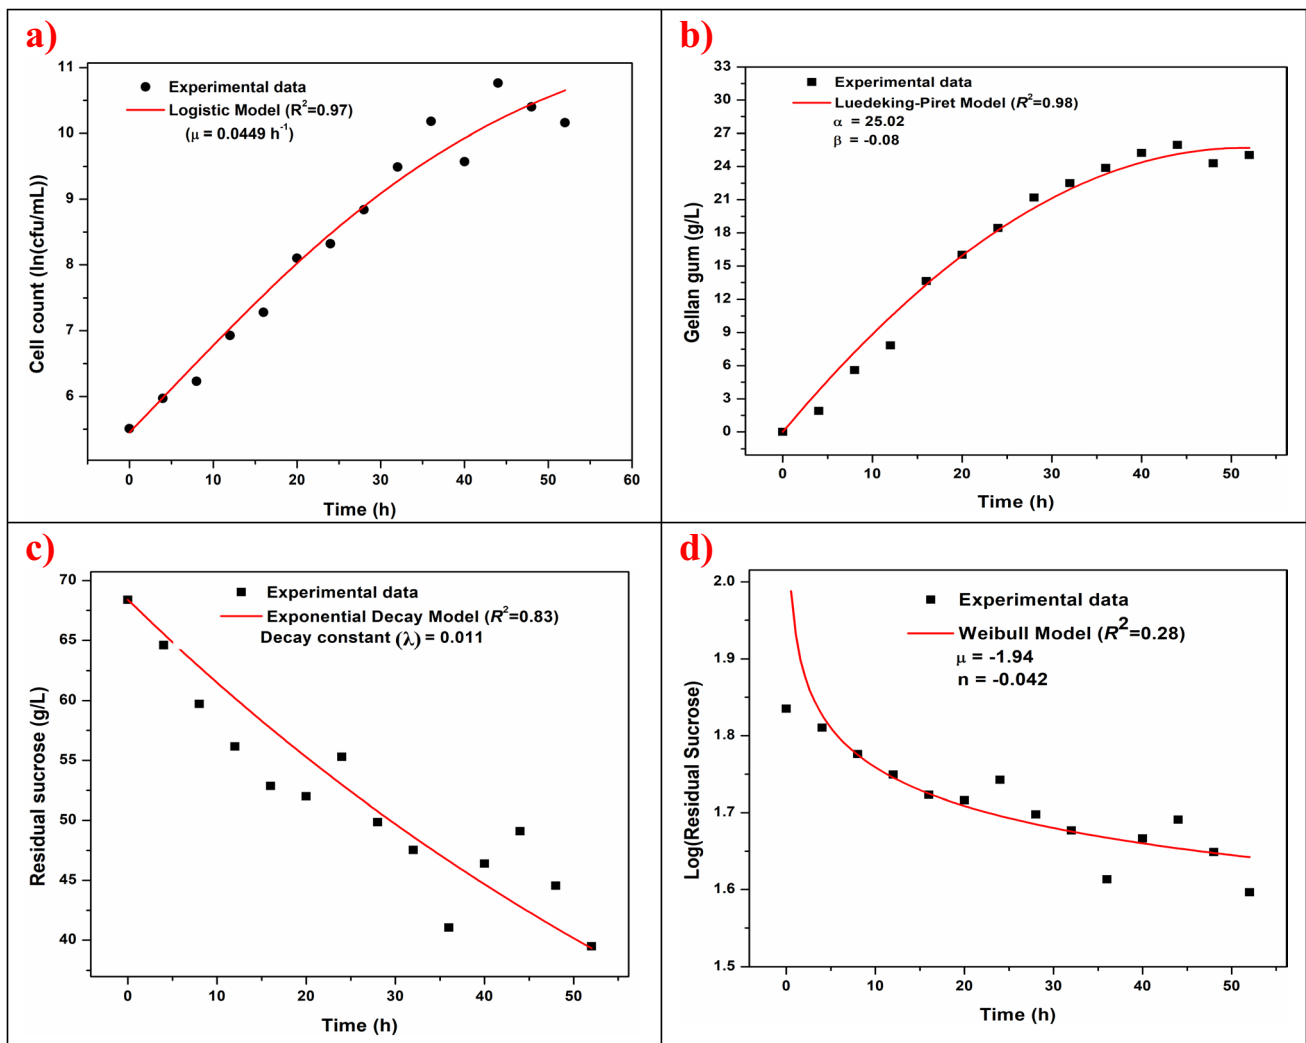 a)
Experimental data
Logistic Model (R²=0.97)
(μ = 0.0449 h⁻¹)
Cell count (ln(cfu/mL))
11
10
9
8
7
6
0
10
20
30
40
50
60
Time (h)
b)
Experimental data
Luedeking-Piret Model (R²=0.98)
α = 25.02
β = -0.08
Gellan gum (g/L)
33
30
27
24
21
18
15
12
9
6
3
0
0
10
20
30
40
50
Time (h)
c)
Experimental data
Exponential Decay Model (R²=0.83)
Decay constant (λ) = 0.011
Residual sucrose (g/L)
70
65
60
55
50
45
40
0
10
20
30
40
50
Time (h)
d)
Experimental data
Weibull Model (R²=0.28)
μ = -1.94
n = -0.042
Log(Residual Sucrose)
2.0
1.9
1.8
1.7
1.6
1.5
0
10
20
30
40
50
Time (h)